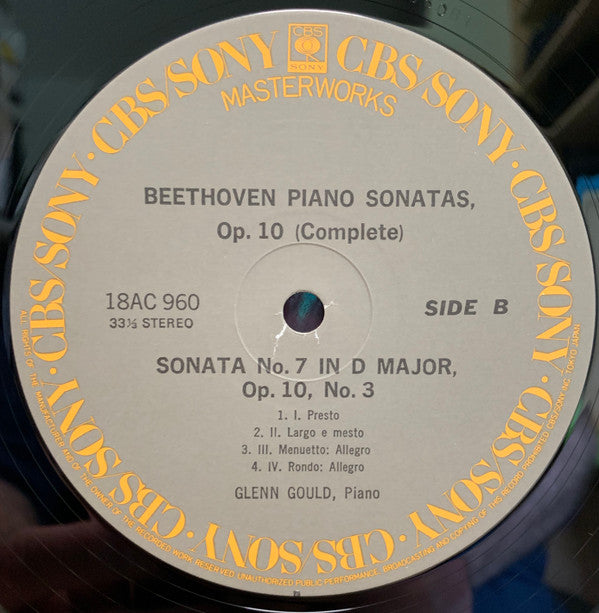 CBS
SONY
CBS/SONY · CBS/SONY · CBS/SONY · CBS/SONY · CBS/SONY · CBS/SONY · CBS/SONY
MASTERWORKS
BEETHOVEN PIANO SONATAS,
Op. 10 (Complete)
18AC 960
33⅓ STEREO
SIDE B
SONATA No. 7 IN D MAJOR,
Op. 10, No. 3
1. I. Presto
2. II. Largo e mesto
3. III. Menuetto: Allegro
4. IV. Rondo: Allegro
GLENN GOULD, Piano
ALL RIGHTS OF THE MANUFACTURER AND OF THE OWNER OF THE RECORDED WORK RESERVED. UNAUTHORIZED PUBLIC PERFORMANCE, BROADCASTING AND COPYING OF THIS RECORD PROHIBITED CBS/SONY INC. TOKYO JAPAN